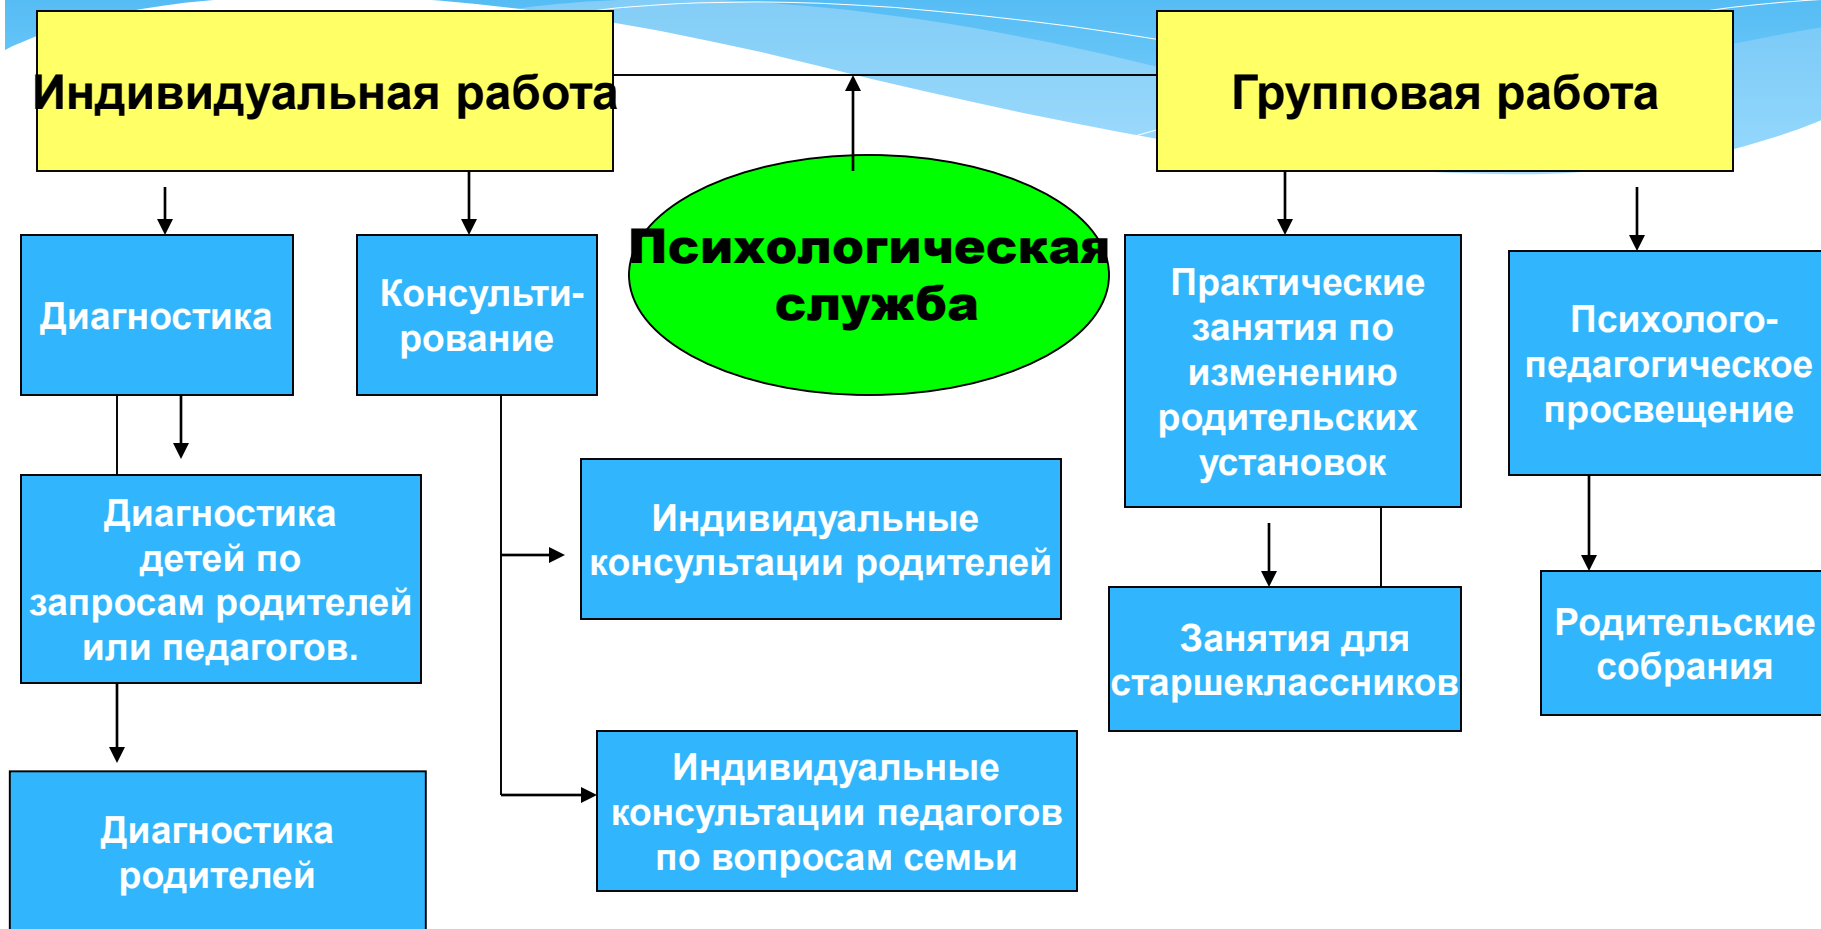 Индивидуальная работа
Групповая работа
Психологическая
служба
Диагностика
Консульти-
рование
Практические
занятия по
изменению
родительских
установок
Психолого-
педагогическое
просвещение
Диагностика
детей по
запросам родителей
или педагогов.
Индивидуальные
консультации родителей
Занятия для
старшеклассников
Родительские
собрания
Диагностика
родителей
Индивидуальные
консультации педагогов
по вопросам семьи